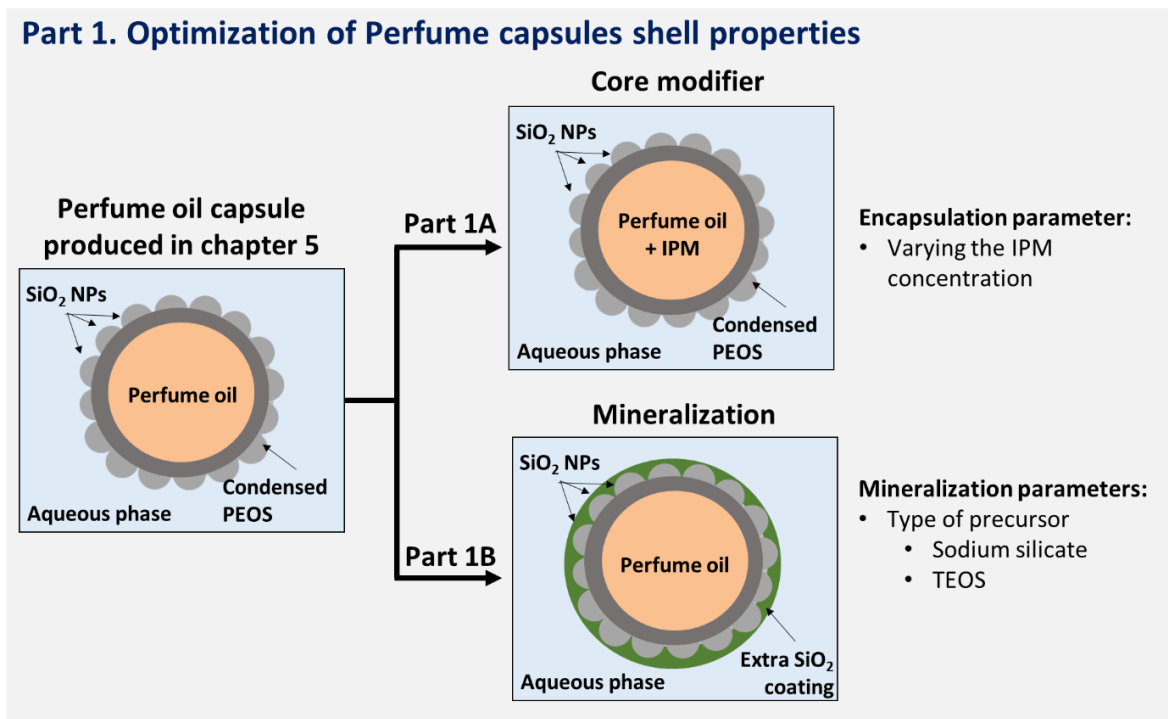 Part 1. Optimization of Perfume capsules shell properties
Perfume oil capsule
produced in chapter 5
SiO₂ NPs
Perfume oil
Condensed
PEOS
Aqueous phase
Part 1A
Core modifier
SiO₂ NPs
Perfume oil
+ IPM
Condensed
PEOS
Aqueous phase
Encapsulation parameter:
• Varying the IPM
concentration
Part 1B
Mineralization
SiO₂ NPs
Perfume oil
Extra SiO₂
coating
Aqueous phase
Mineralization parameters:
• Type of precursor
• Sodium silicate
• TEOS